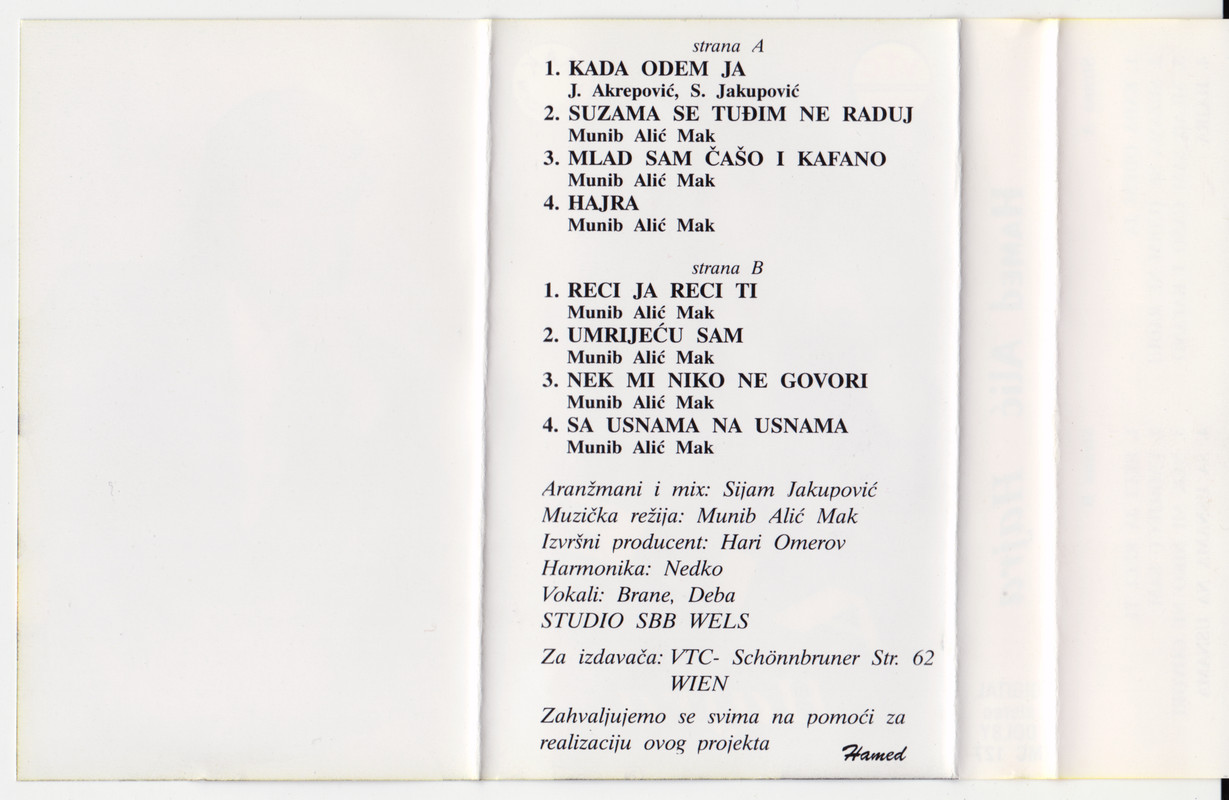 strana A
1. KADA ODEM JA
J. Akrepović, S. Jakupović
2. SUZAMA SE TUĐIM NE RADUJ
Munib Alić Mak
3. MLAD SAM ČAŠO I KAFANO
Munib Alić Mak
4. HAJRA
Munib Alić Mak
strana B
1. RECI JA RECI TI
Munib Alić Mak
2. UMRIJEĆU SAM
Munib Alić Mak
3. NEK MI NIKO NE GOVORI
Munib Alić Mak
4. SA USNAMA NA USNAMA
Munib Alić Mak
Aranžmani i mix: Sijam Jakupović
Muzička režija: Munib Alić Mak
Izvršni producent: Hari Omerov
Harmonika: Nedko
Vokali: Brane, Deba
STUDIO SBB WELS
Za izdavača: VTC- Schönnbruner Str. 62
WIEN
Zahvaljujemo se svima na pomoći za
realizaciju ovog projekta
Hamed
Hamed Alić Hajra